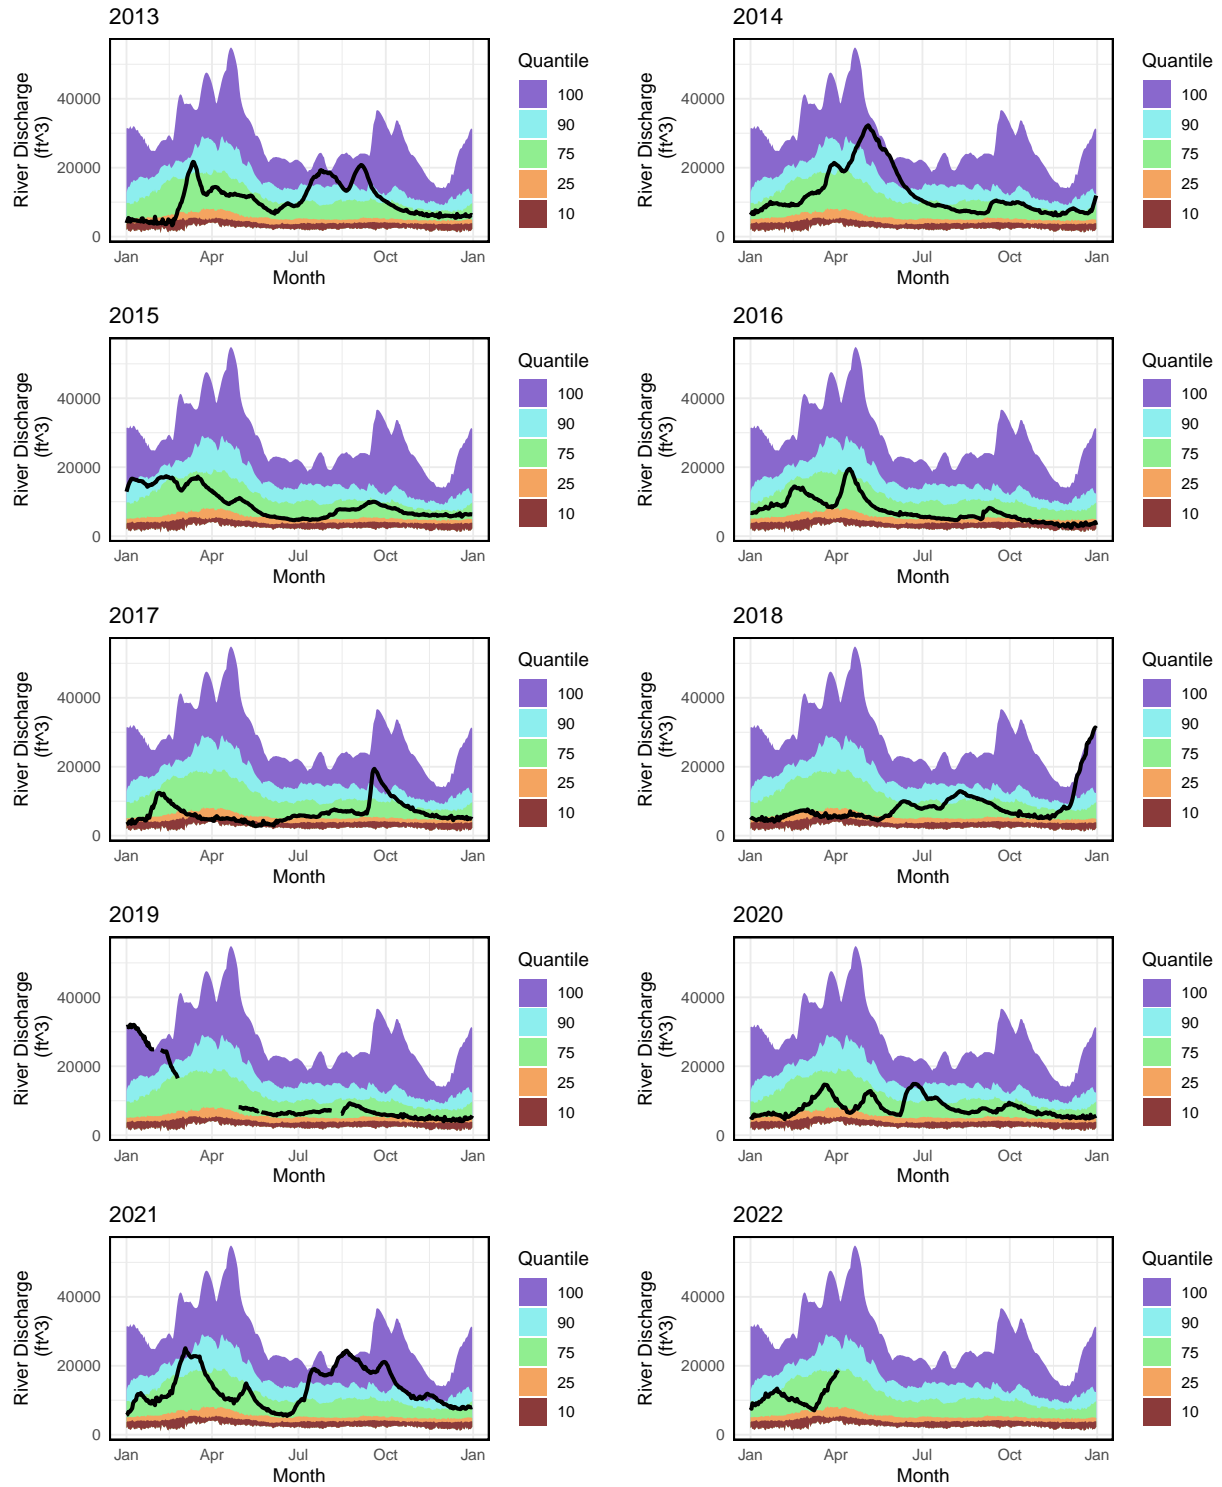 2013
River Discharge
(ft^3)
40000
20000
0
Jan Apr Jul Oct Jan
Month
Quantile
100
90
75
25
10
2014
River Discharge
(ft^3)
40000
20000
0
Jan Apr Jul Oct Jan
Month
Quantile
100
90
75
25
10
2015
River Discharge
(ft^3)
40000
20000
0
Jan Apr Jul Oct Jan
Month
Quantile
100
90
75
25
10
2016
River Discharge
(ft^3)
40000
20000
0
Jan Apr Jul Oct Jan
Month
Quantile
100
90
75
25
10
2017
River Discharge
(ft^3)
40000
20000
0
Jan Apr Jul Oct Jan
Month
Quantile
100
90
75
25
10
2018
River Discharge
(ft^3)
40000
20000
0
Jan Apr Jul Oct Jan
Month
Quantile
100
90
75
25
10
2019
River Discharge
(ft^3)
40000
20000
0
Jan Apr Jul Oct Jan
Month
Quantile
100
90
75
25
10
2020
River Discharge
(ft^3)
40000
20000
0
Jan Apr Jul Oct Jan
Month
Quantile
100
90
75
25
10
2021
River Discharge
(ft^3)
40000
20000
0
Jan Apr Jul Oct Jan
Month
Quantile
100
90
75
25
10
2022
River Discharge
(ft^3)
40000
20000
0
Jan Apr Jul Oct Jan
Month
Quantile
100
90
75
25
10